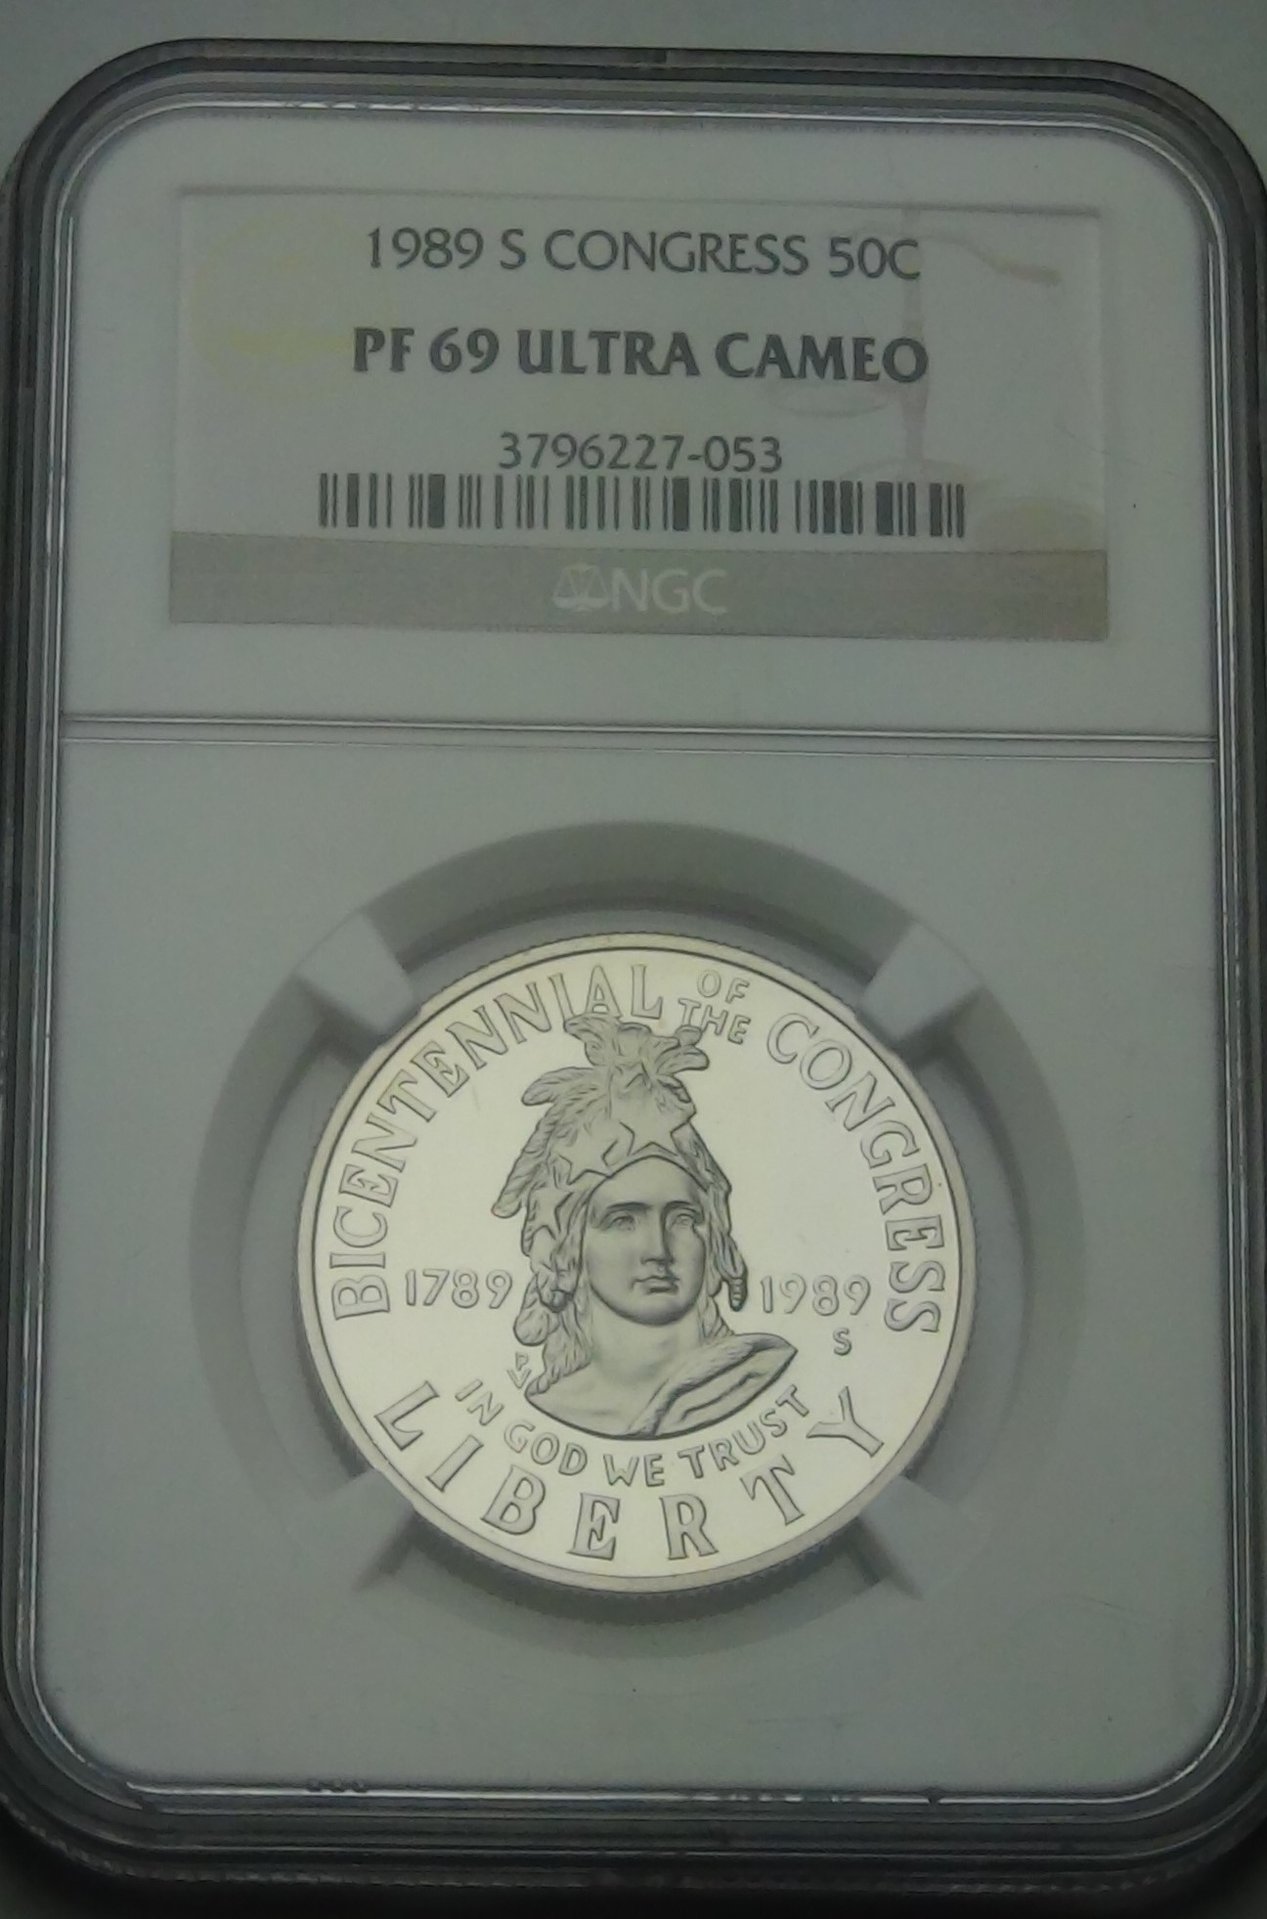 1989 S CONGRESS 50C
PF 69 ULTRA CAMEO
3796227-053
NGC
BICENTENNIAL OF THE CONGRESS
1789 1989
S
PV
IN GOD WE TRUST
LIBERTY